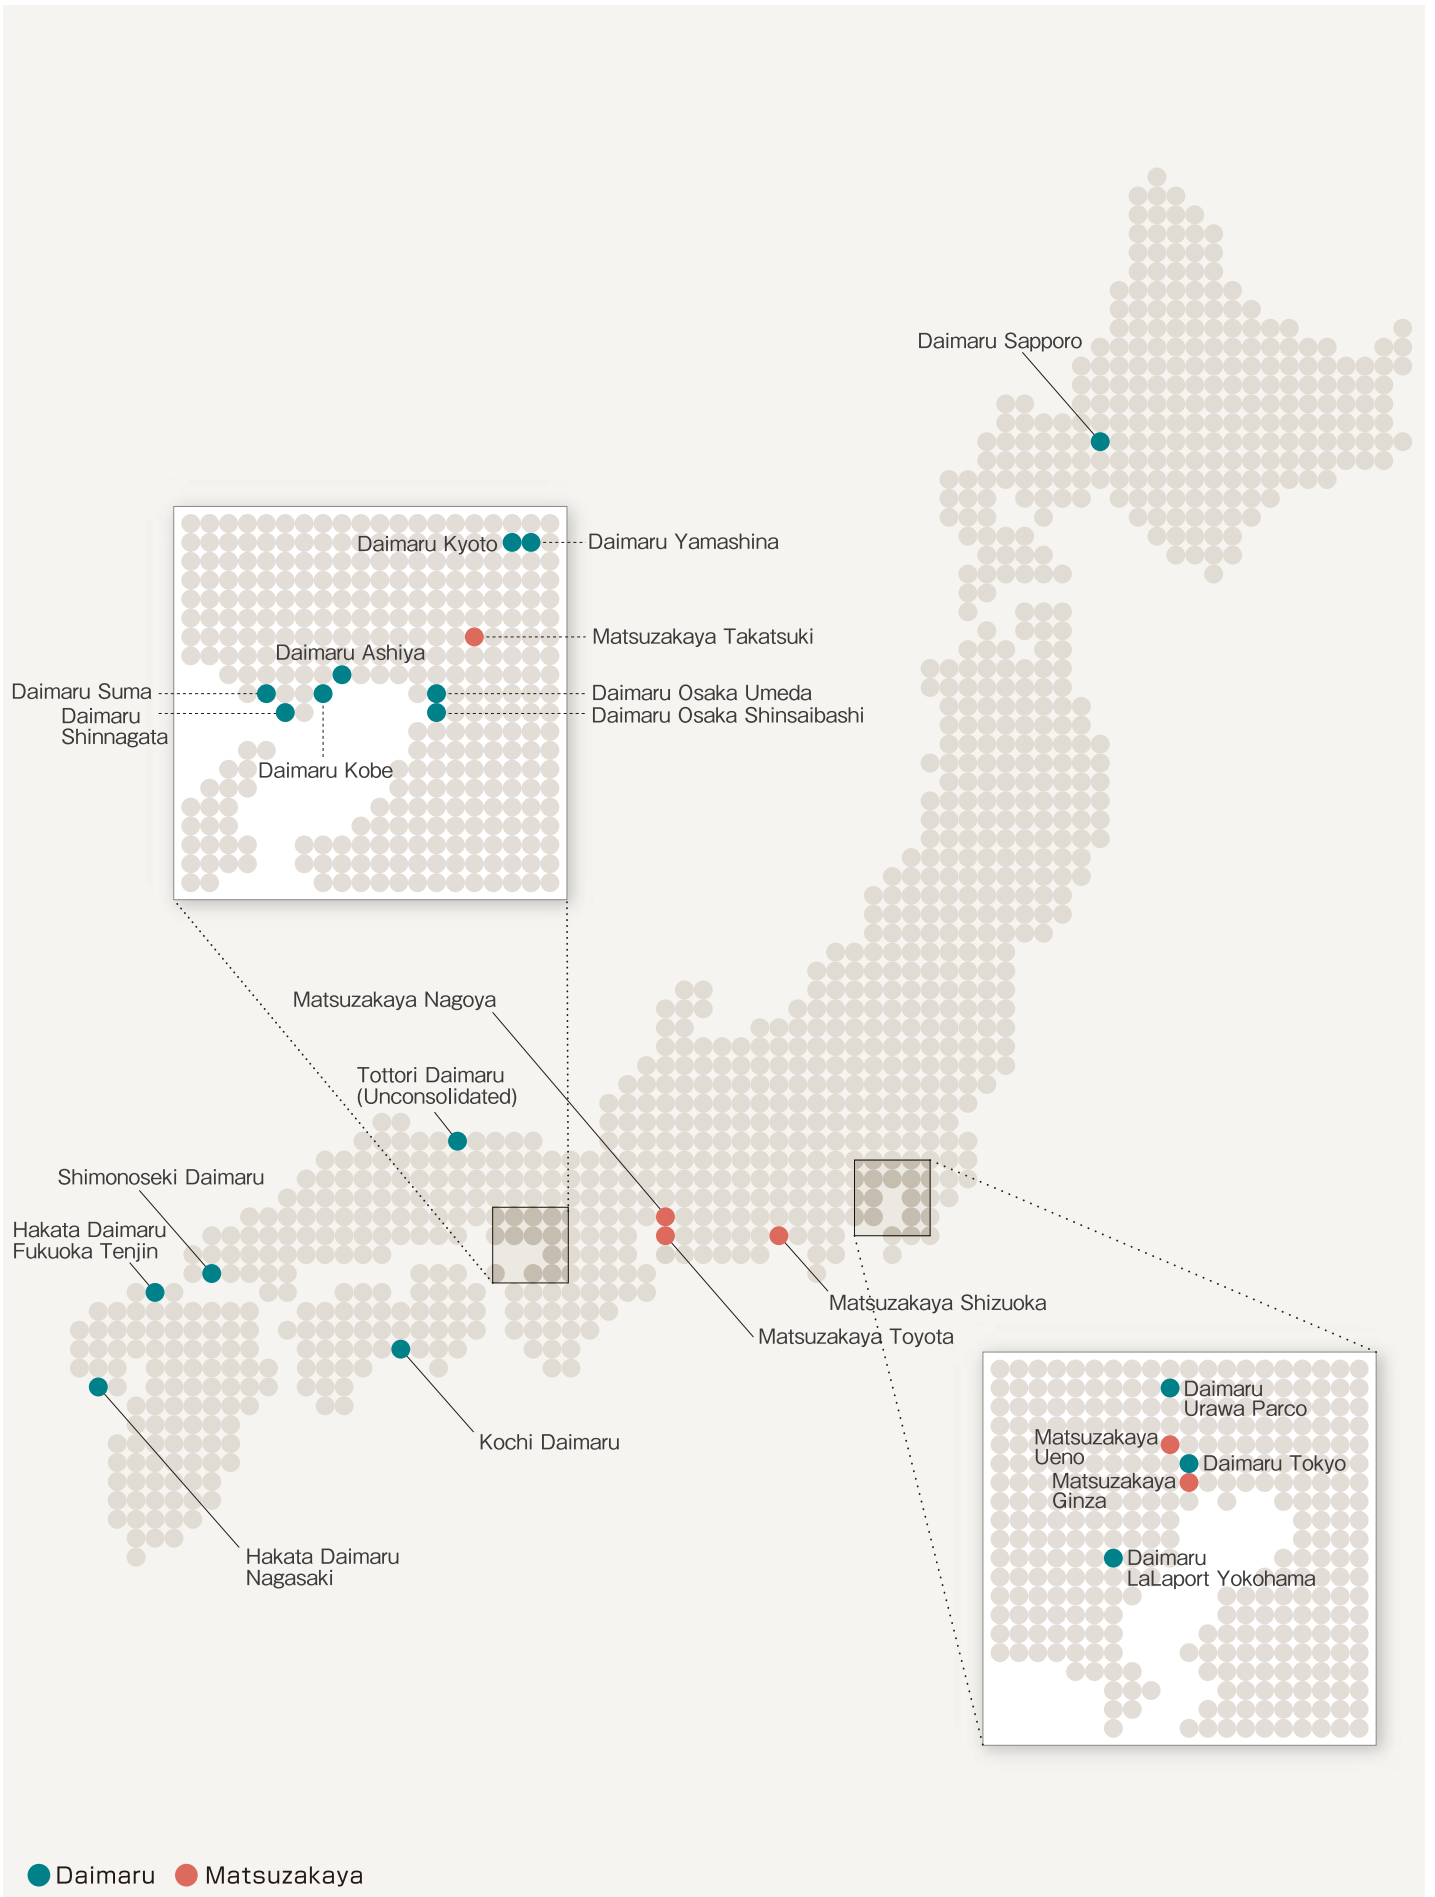 Daimaru Sapporo
Daimaru Kyoto
Daimaru Yamashina
Matsuzakaya Takatsuki
Daimaru Ashiya
Daimaru Suma
Daimaru Osaka Umeda
Daimaru
Shinnagata
Daimaru Osaka Shinsaibashi
Daimaru Kobe
Matsuzakaya Nagoya
Tottori Daimaru
(Unconsolidated)
Shimonoseki Daimaru
Hakata Daimaru
Fukuoka Tenjin
Matsuzakaya Shizuoka
Matsuzakaya Toyota
Kochi Daimaru
Hakata Daimaru
Nagasaki
Daimaru
Urawa Parco
Matsuzakaya
Ueno
Daimaru Tokyo
Matsuzakaya
Ginza
Daimaru
LaLaport Yokohama
Daimaru
Matsuzakaya